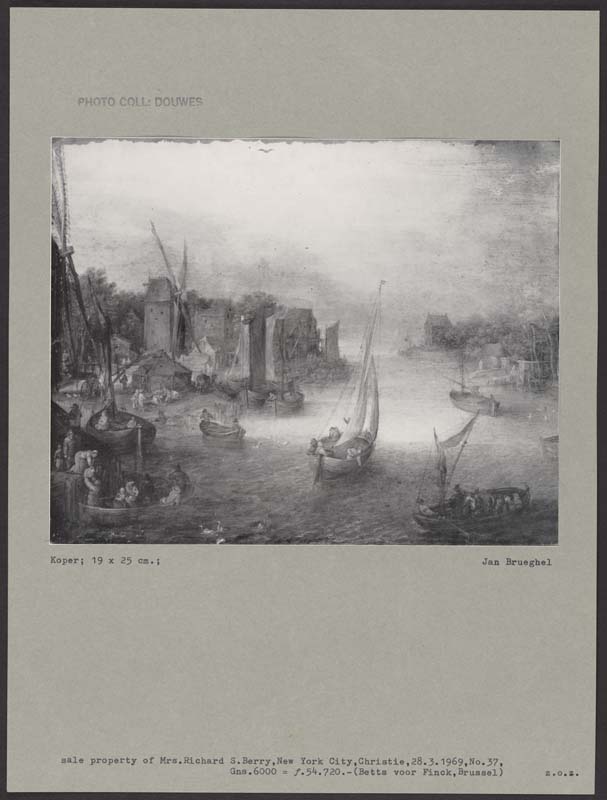 PHOTO COLL: DOUWES
Koper; 19 x 25 cm.;
Jan Brueghel
sale property of Mrs.Richard S.Berry,New York City,Christie,28.3.1969,No.37,
Gns.6000 = ƒ.54.720.-(Betts voor Finck,Brussel)
z.o.z.